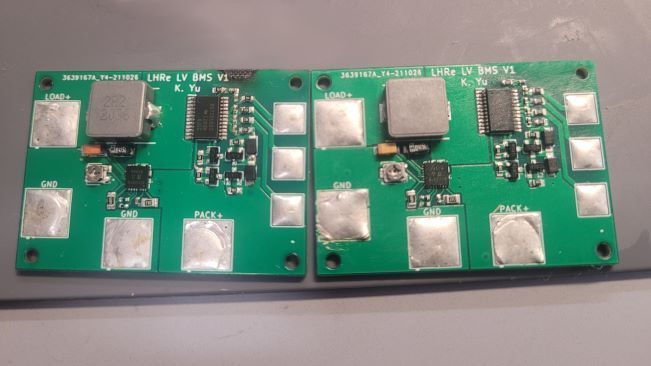 3639167A_Y4-211026 LHRe LV BMS V1
K. Yu
LOAD+
2R2
GND
GND
PACK+
3639167A_Y4-211026 LHRe LV BMS V1
K. Yu
LOAD+
GND
GND
PACK+